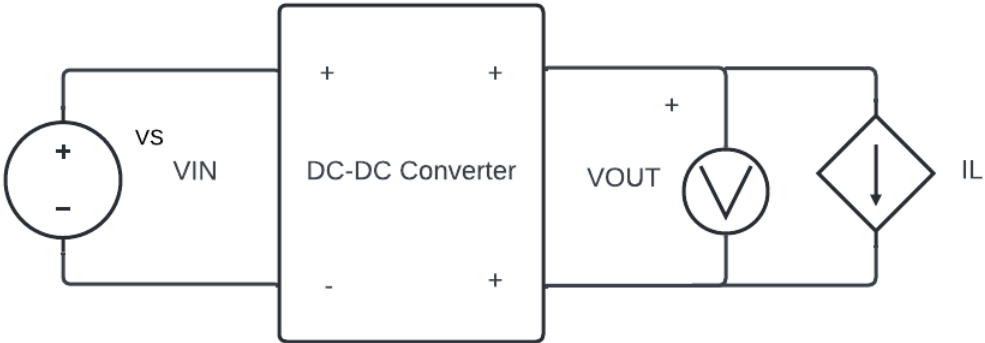 + +
+
VS
+
VIN
DC-DC Converter
VOUT
V
IL
−
- +